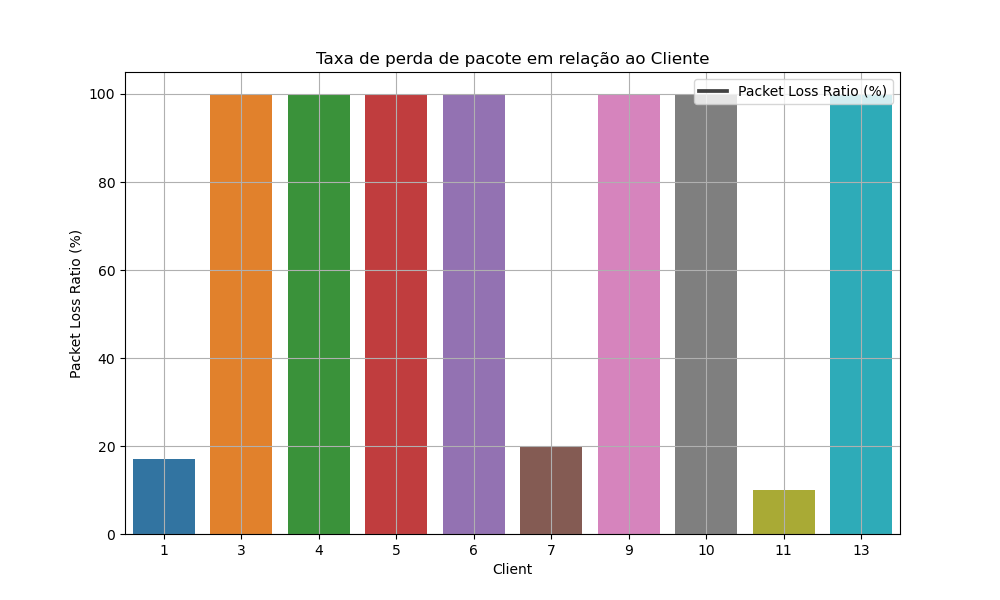 Taxa de perda de pacote em relação ao Cliente
Packet Loss Ratio (%)
Packet Loss Ratio (%)
100
80
60
40
20
0
1 3 4 5 6 7 9 10 11 13
Client